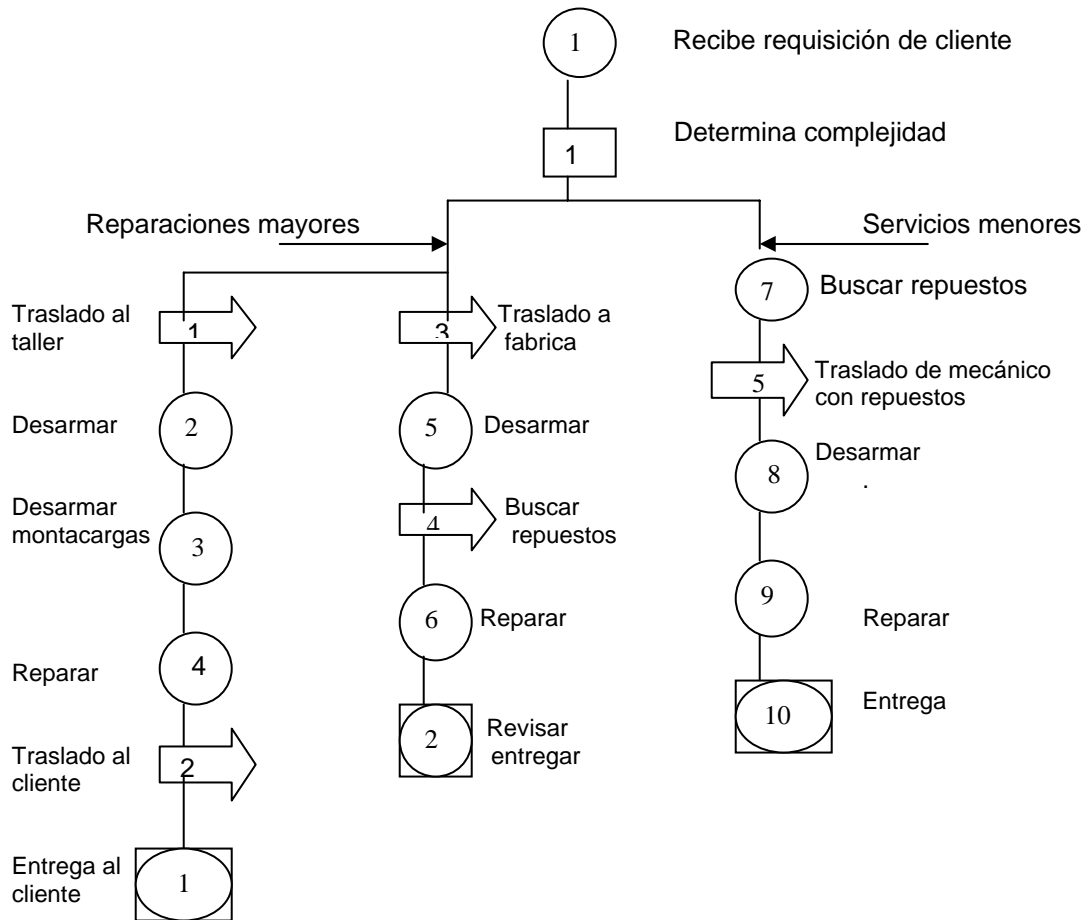 1 Recibe requisición de cliente
1 Determina complejidad
Reparaciones mayores
Servicios menores
Traslado al
taller
1
Desarmar
2
Desarmar
montacargas
3
Reparar
4
Traslado al
cliente
2
Entrega al
cliente
1
3
Traslado a
fabrica
5
Desarmar
4
Buscar
repuestos
6
Reparar
2
Revisar
entregar
7
Buscar repuestos
5
Traslado de mecánico
con repuestos
8
Desarmar
.
9
Reparar
10
Entrega